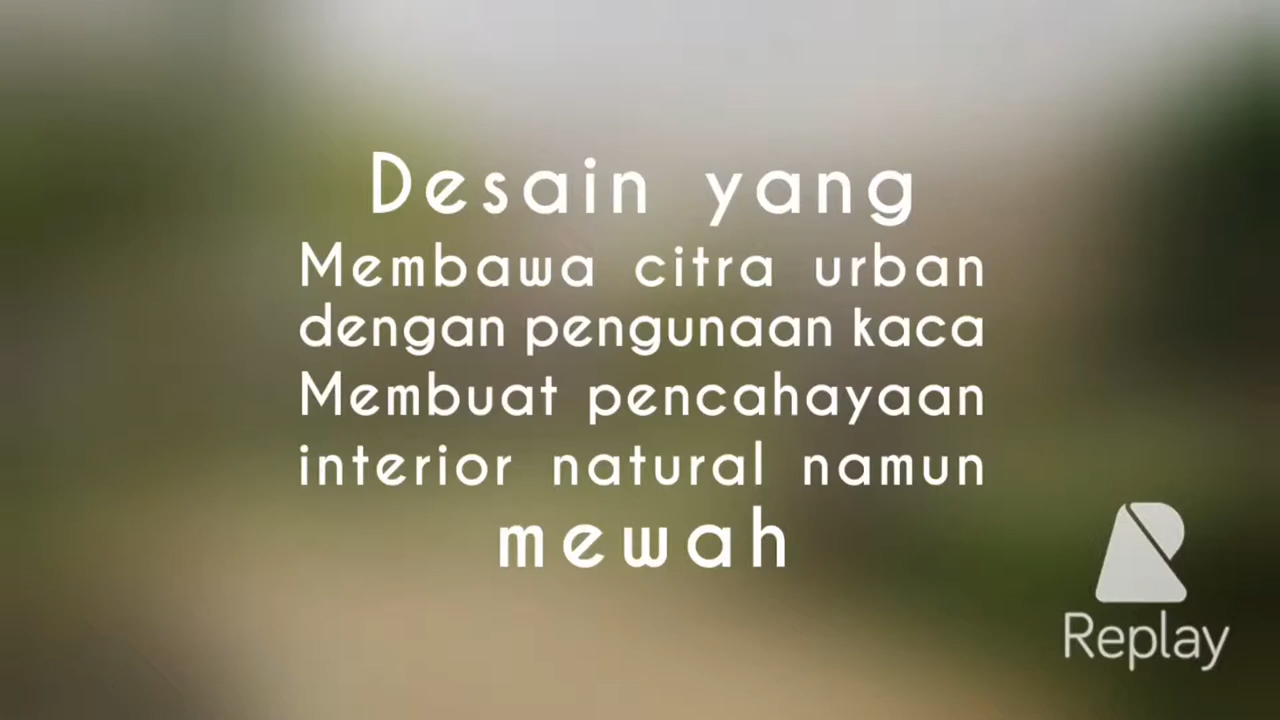 Desain yang
Membawa citra urban
dengan pengunaan kaca
Membuat pencahayaan
interior natural namun
mewah
Replay